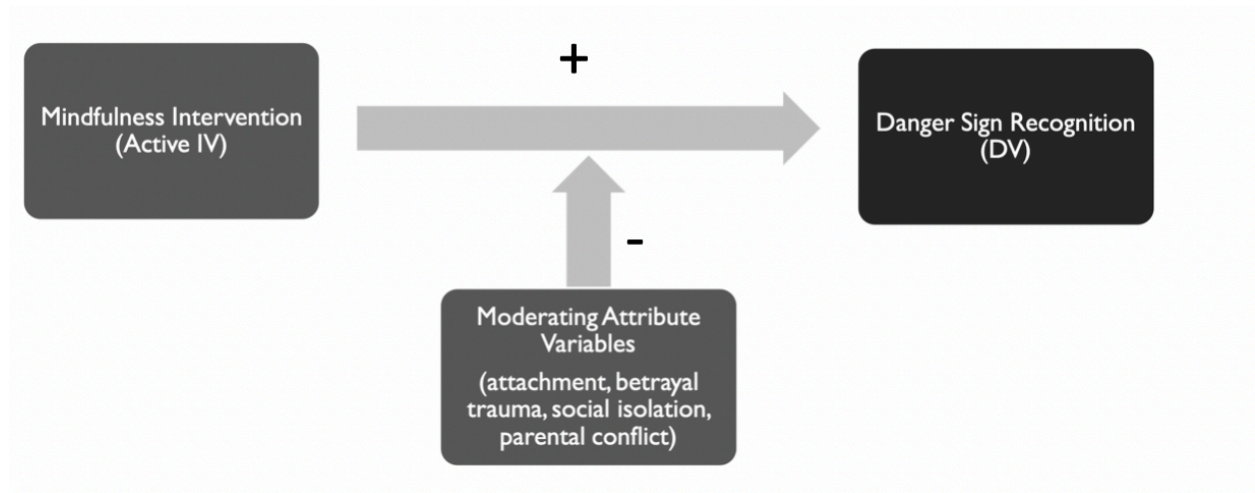 Mindfulness Intervention
(Active IV)
+
Danger Sign Recognition
(DV)
-
Moderating Attribute
Variables
(attachment, betrayal
trauma, social isolation,
parental conflict)